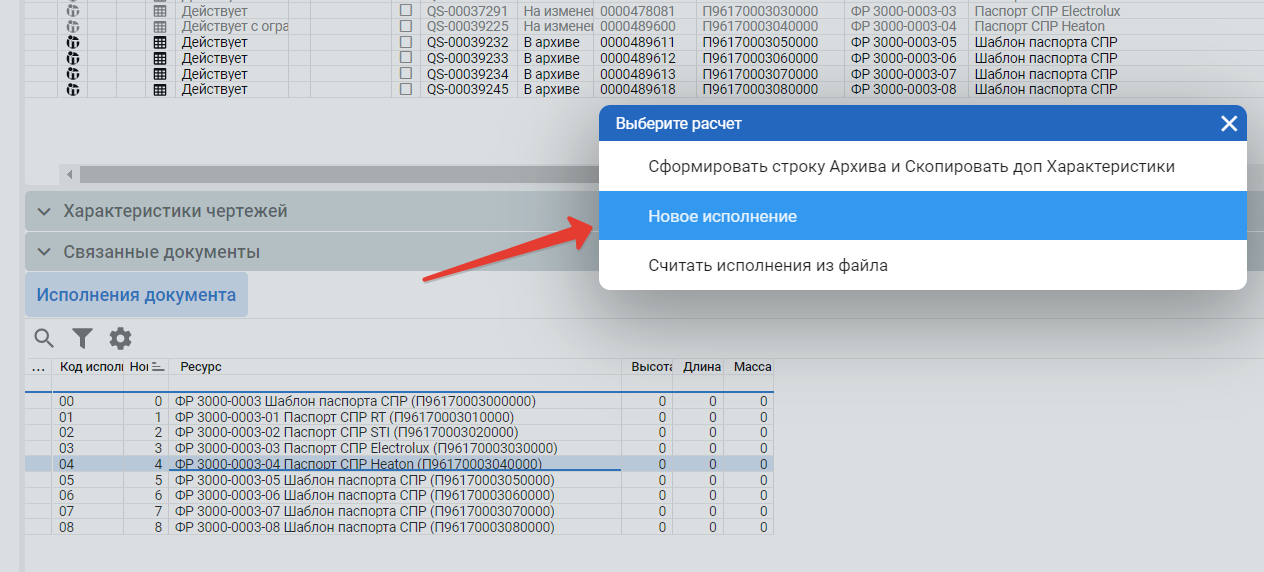 Действует QS-00037291 На изменен 0000478081 П96170003030000 ФР 3000-0003-03 Паспорт СПР Electrolux
Действует с огра QS-00039225 На изменен 0000489600 П96170003040000 ФР 3000-0003-04 Паспорт СПР Heaton
Действует QS-00039232 В архиве 0000489611 П96170003050000 ФР 3000-0003-05 Шаблон паспорта СПР
Действует QS-00039233 В архиве 0000489612 П96170003060000 ФР 3000-0003-06 Шаблон паспорта СПР
Действует QS-00039234 В архиве 0000489613 П96170003070000 ФР 3000-0003-07 Шаблон паспорта СПР
Действует QS-00039245 В архиве 0000489618 П96170003080000 ФР 3000-0003-08 Шаблон паспорта СПР
Выберите расчет
Сформировать строку Архива и Скопировать доп Характеристики
Новое исполнение
Считать исполнения из файла
Характеристики чертежей
Связанные документы
Исполнения документа
... Код исполн Но Ресурс Высота Длина Масса
00 0 ФР 3000-0003 Шаблон паспорта СПР (П96170003000000) 0 0 0
01 1 ФР 3000-0003-01 Паспорт СПР RT (П96170003010000) 0 0 0
02 2 ФР 3000-0003-02 Паспорт СПР STI (П96170003020000) 0 0 0
03 3 ФР 3000-0003-03 Паспорт СПР Electrolux (П96170003030000) 0 0 0
04 4 ФР 3000-0003-04 Паспорт СПР Heaton (П96170003040000) 0 0 0
05 5 ФР 3000-0003-05 Шаблон паспорта СПР (П96170003050000) 0 0 0
06 6 ФР 3000-0003-06 Шаблон паспорта СПР (П96170003060000) 0 0 0
07 7 ФР 3000-0003-07 Шаблон паспорта СПР (П96170003070000) 0 0 0
08 8 ФР 3000-0003-08 Шаблон паспорта СПР (П96170003080000) 0 0 0